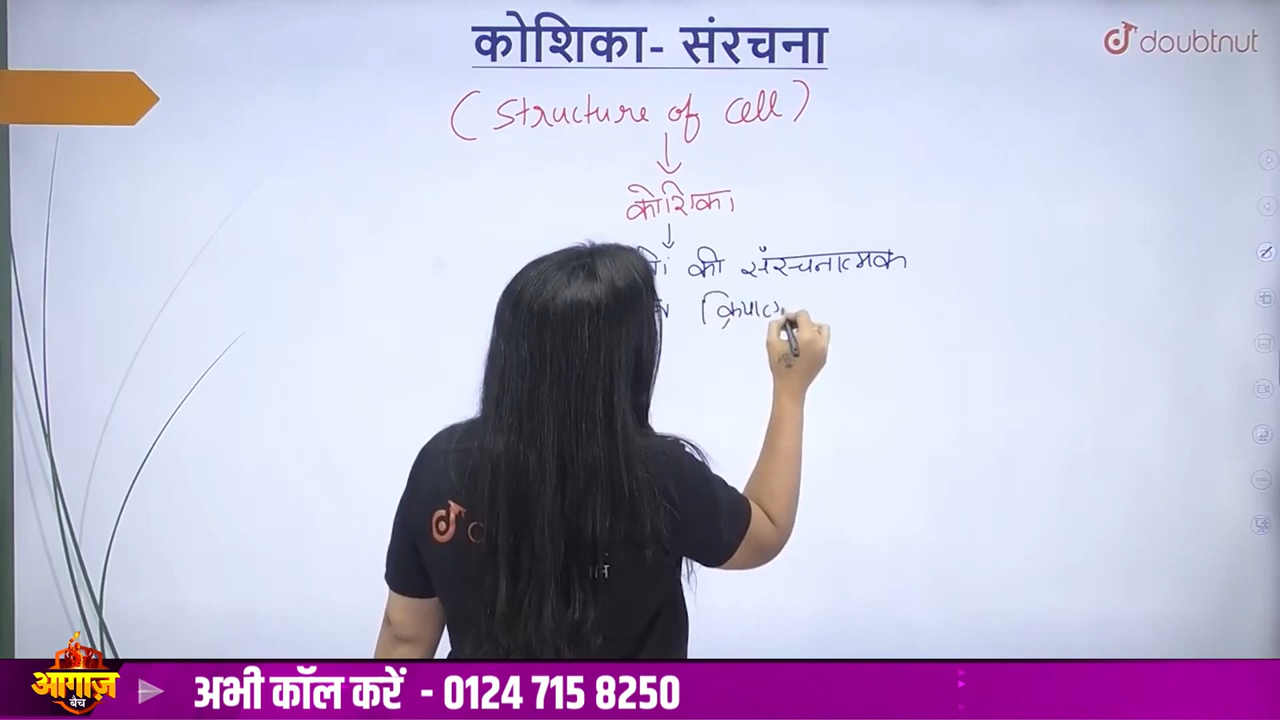 कोशिका- संरचना
doubtnut
( Structure of cell )
कोशिका
की संरचनात्मक
आगाज़
बैच
अभी कॉल करें - 0124 715 8250